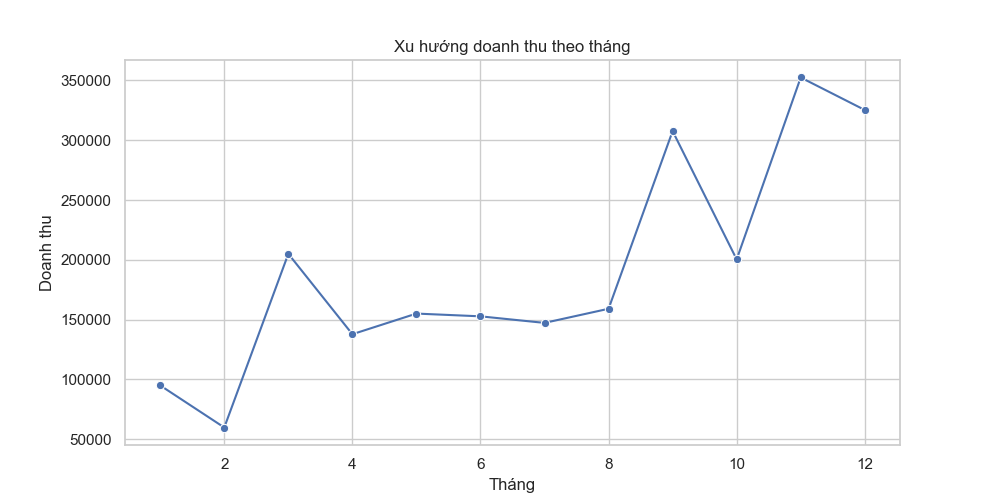 Xu hướng doanh thu theo tháng
Doanh thu
350000
300000
250000
200000
150000
100000
50000
2 4 6 8 10 12
Tháng